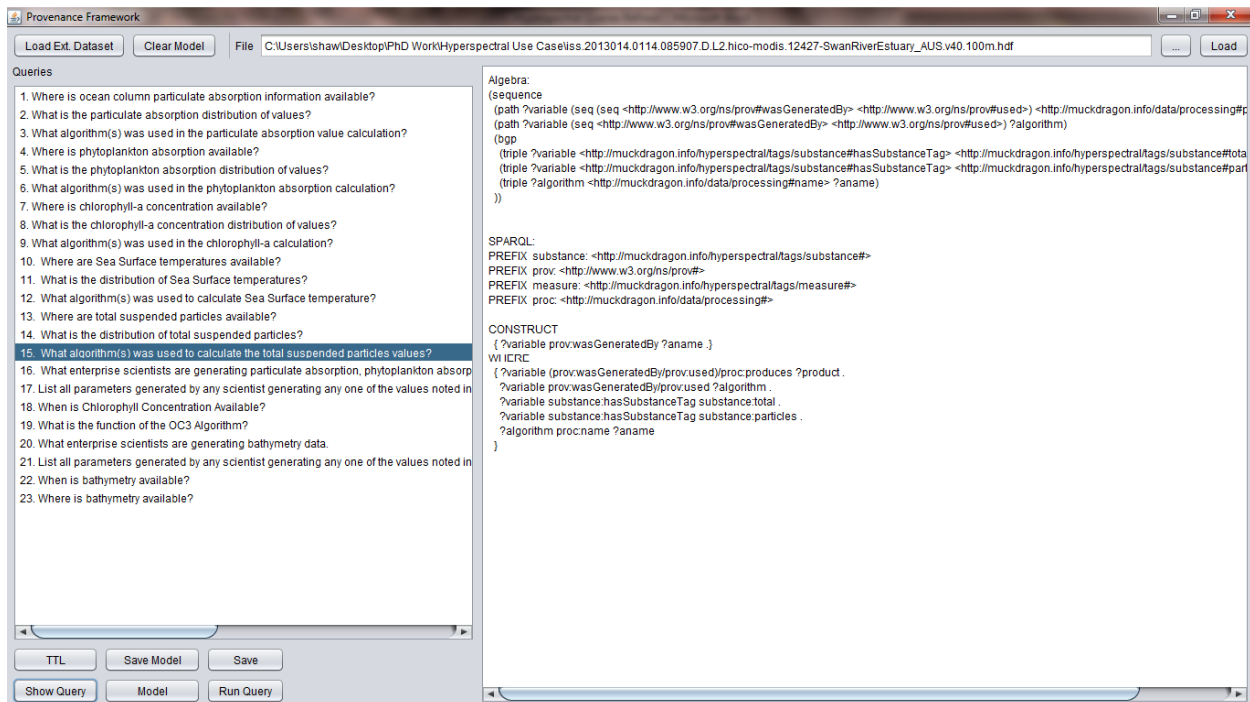 Provenance Framework
Load Ext. Dataset Clear Model File C:\Users\shaw\Desktop\PhD Work\Hyperspectral Use Case\iss.2013014.0114.085907.D.L2.hico-modis.12427-SwanRiverEstuary_AUS.v40.100m.hdf ... Load
Queries
1. Where is ocean column particulate absorption information available?
2. What is the particulate absorption distribution of values?
3. What algorithm(s) was used in the particulate absorption value calculation?
4. Where is phytoplankton absorption available?
5. What is the phytoplankton absorption distribution of values?
6. What algorithm(s) was used in the phytoplankton absorption calculation?
7. Where is chlorophyll-a concentration available?
8. What is the chlorophyll-a concentration distribution of values?
9. What algorithm(s) was used in the chlorophyll-a calculation?
10. Where are Sea Surface temperatures available?
11. What is the distribution of Sea Surface temperatures?
12. What algorithm(s) was used to calculate Sea Surface temperature?
13. Where are total suspended particles available?
14. What is the distribution of total suspended particles?
15. What algorithm(s) was used to calculate the total suspended particles values?
16. What enterprise scientists are generating particulate absorption, phytoplankton absorp
17. List all parameters generated by any scientist generating any one of the values noted in
18. When is Chlorophyll Concentration Available?
19. What is the function of the OC3 Algorithm?
20. What enterprise scientists are generating bathymetry data.
21. List all parameters generated by any scientist generating any one of the values noted in
22. When is bathymetry available?
23. Where is bathymetry available?
TTL Save Model Save
Show Query Model Run Query
Algebra:
(sequence
(path ?variable (seq (seq <http://www.w3.org/ns/prov#wasGeneratedBy> <http://www.w3.org/ns/prov#used>) <http://muckdragon.info/data/processing#p
(path ?variable (seq <http://www.w3.org/ns/prov#wasGeneratedBy> <http://www.w3.org/ns/prov#used>) ?algorithm)
(bgp
(triple ?variable <http://muckdragon.info/hyperspectral/tags/substance#hasSubstanceTag> <http://muckdragon.info/hyperspectral/tags/substance#tota
(triple ?variable <http://muckdragon.info/hyperspectral/tags/substance#hasSubstanceTag> <http://muckdragon.info/hyperspectral/tags/substance#part
(triple ?algorithm <http://muckdragon.info/data/processing#name> ?aname)
))
SPARQL:
PREFIX substance: <http://muckdragon.info/hyperspectral/tags/substance#>
PREFIX prov: <http://www.w3.org/ns/prov#>
PREFIX measure: <http://muckdragon.info/hyperspectral/tags/measure#>
PREFIX proc: <http://muckdragon.info/data/processing#>
CONSTRUCT
{ ?variable prov:wasGeneratedBy ?aname .}
WHERE
{ ?variable (prov:wasGeneratedBy/prov:used)/proc:produces ?product .
?variable prov:wasGeneratedBy/prov:used ?algorithm .
?variable substance:hasSubstanceTag substance:total .
?variable substance:hasSubstanceTag substance:particles .
?algorithm proc:name ?aname
}